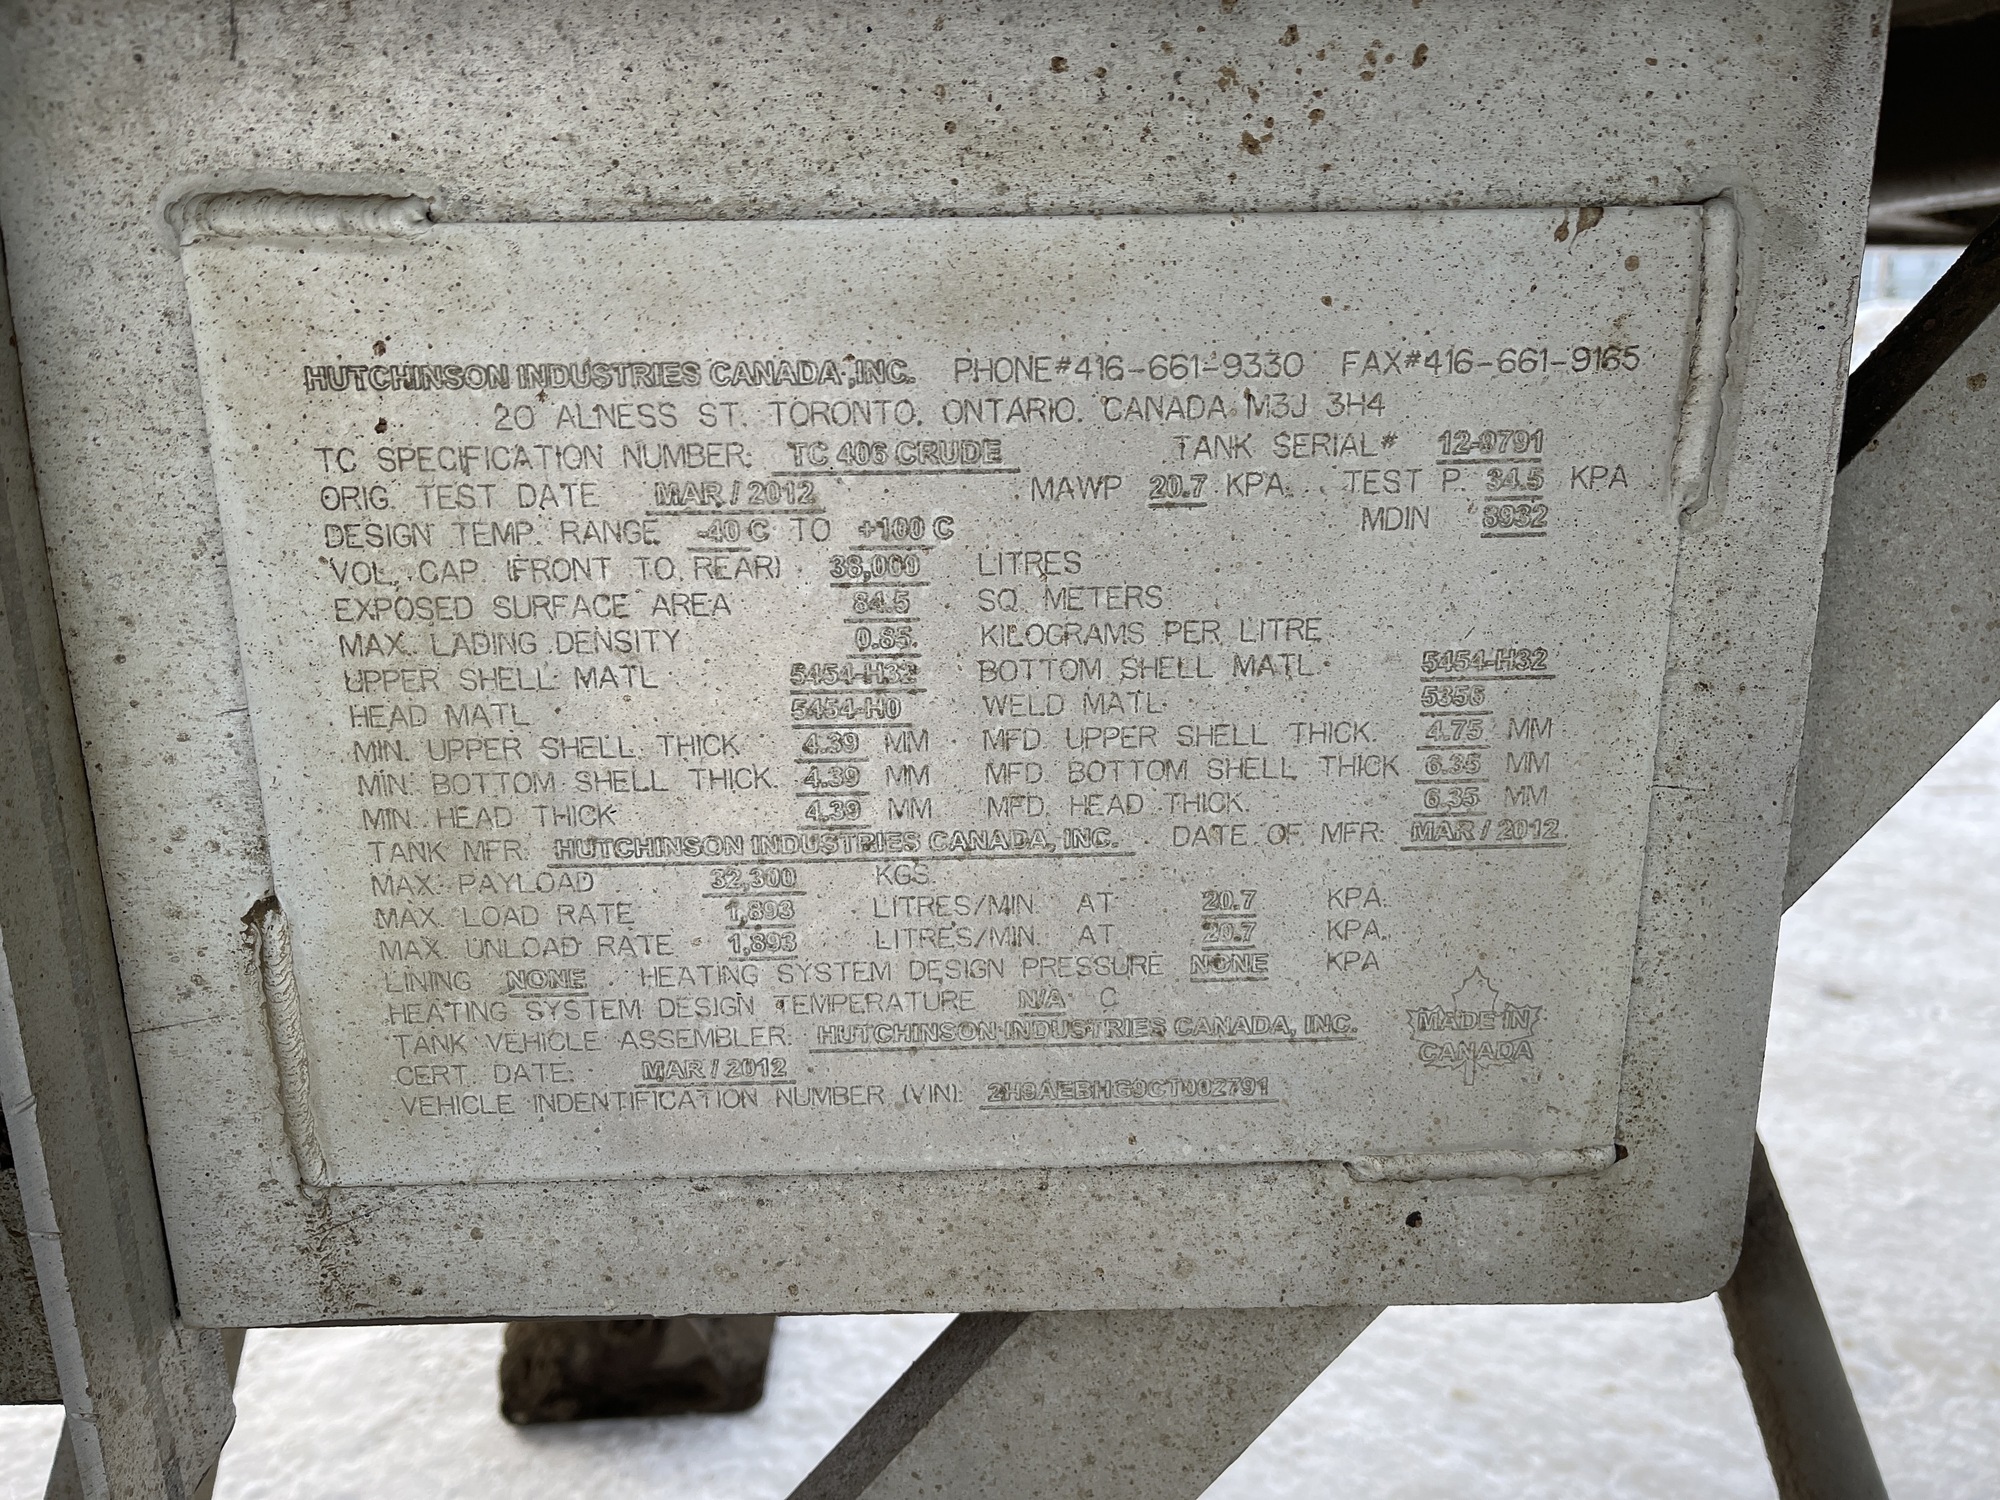 HUTCHINSON INDUSTRIES CANADA, INC. PHONE#416-661-9330 FAX#416-661-9165
20 ALNESS ST. TORONTO, ONTARIO, CANADA M3J 3H4
TC SPECIFICATION NUMBER: TC 406 CRUDE TANK SERIAL# 12-9791
ORIG. TEST DATE MAR / 2012 MAWP 20.7 KPA. TEST P. 34.5 KPA
DESIGN TEMP. RANGE -40 C TO +100 C MDIN 8932
VOL. CAP. (FRONT TO REAR) 38,000 LITRES
EXPOSED SURFACE AREA 84.5 SQ. METERS
MAX. LADING DENSITY 0.85 KILOGRAMS PER LITRE
UPPER SHELL MATL 5454-H32 BOTTOM SHELL MATL. 5454-H32
HEAD MATL 5454-H0 WELD MATL. 5356
MIN. UPPER SHELL THICK. 4.39 MM MFD. UPPER SHELL THICK. 4.75 MM
MIN. BOTTOM SHELL THICK. 4.39 MM MFD. BOTTOM SHELL THICK 6.35 MM
MIN. HEAD THICK. 4.39 MM MFD. HEAD THICK. 6.35 MM
TANK MFR: HUTCHINSON INDUSTRIES CANADA, INC. DATE OF MFR: MAR / 2012
MAX. PAYLOAD 32,300 KGS.
MAX. LOAD RATE 1,893 LITRES/MIN. AT 20.7 KPA.
MAX. UNLOAD RATE 1,893 LITRES/MIN. AT 20.7 KPA.
LINING NONE HEATING SYSTEM DESIGN PRESSURE NONE KPA
HEATING SYSTEM DESIGN TEMPERATURE N/A C
TANK VEHICLE ASSEMBLER: HUTCHINSON INDUSTRIES CANADA, INC.
MADE IN
CANADA
CERT. DATE: MAR / 2012
VEHICLE INDENTIFICATION NUMBER (VIN): 2H9AEBHG9CT002791